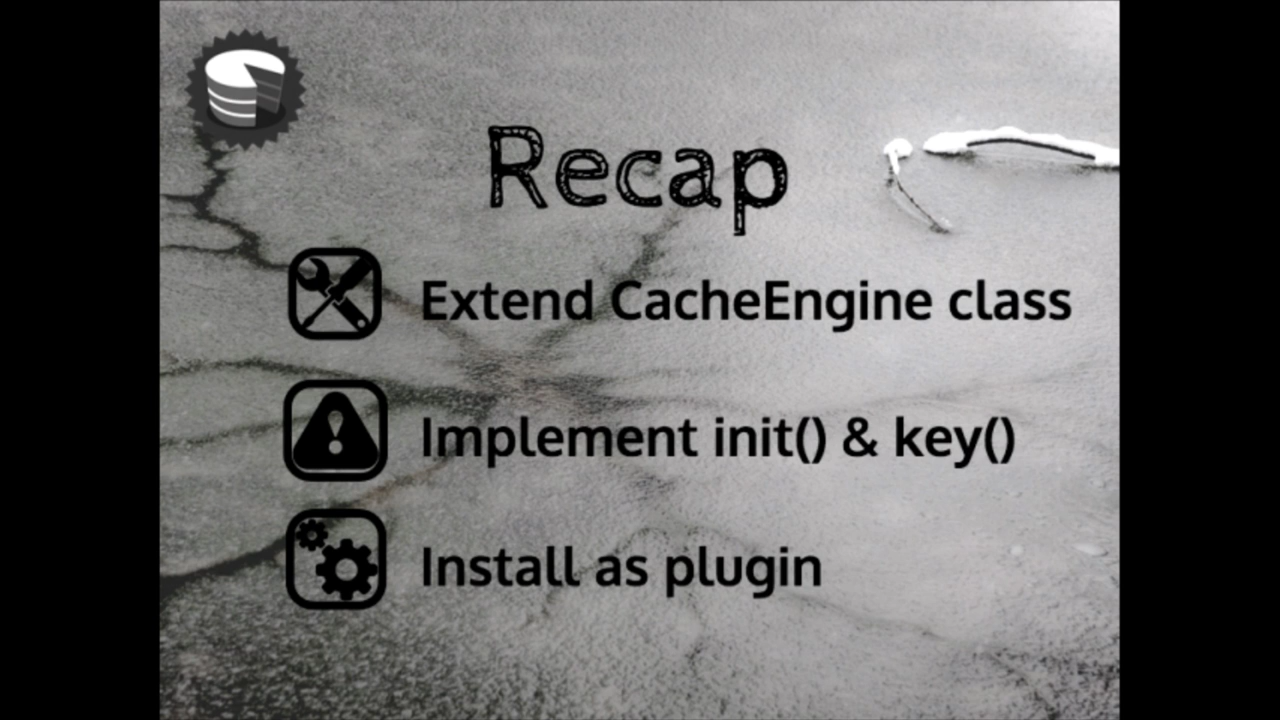 Recap
Extend CacheEngine class
Implement init() & key()
Install as plugin